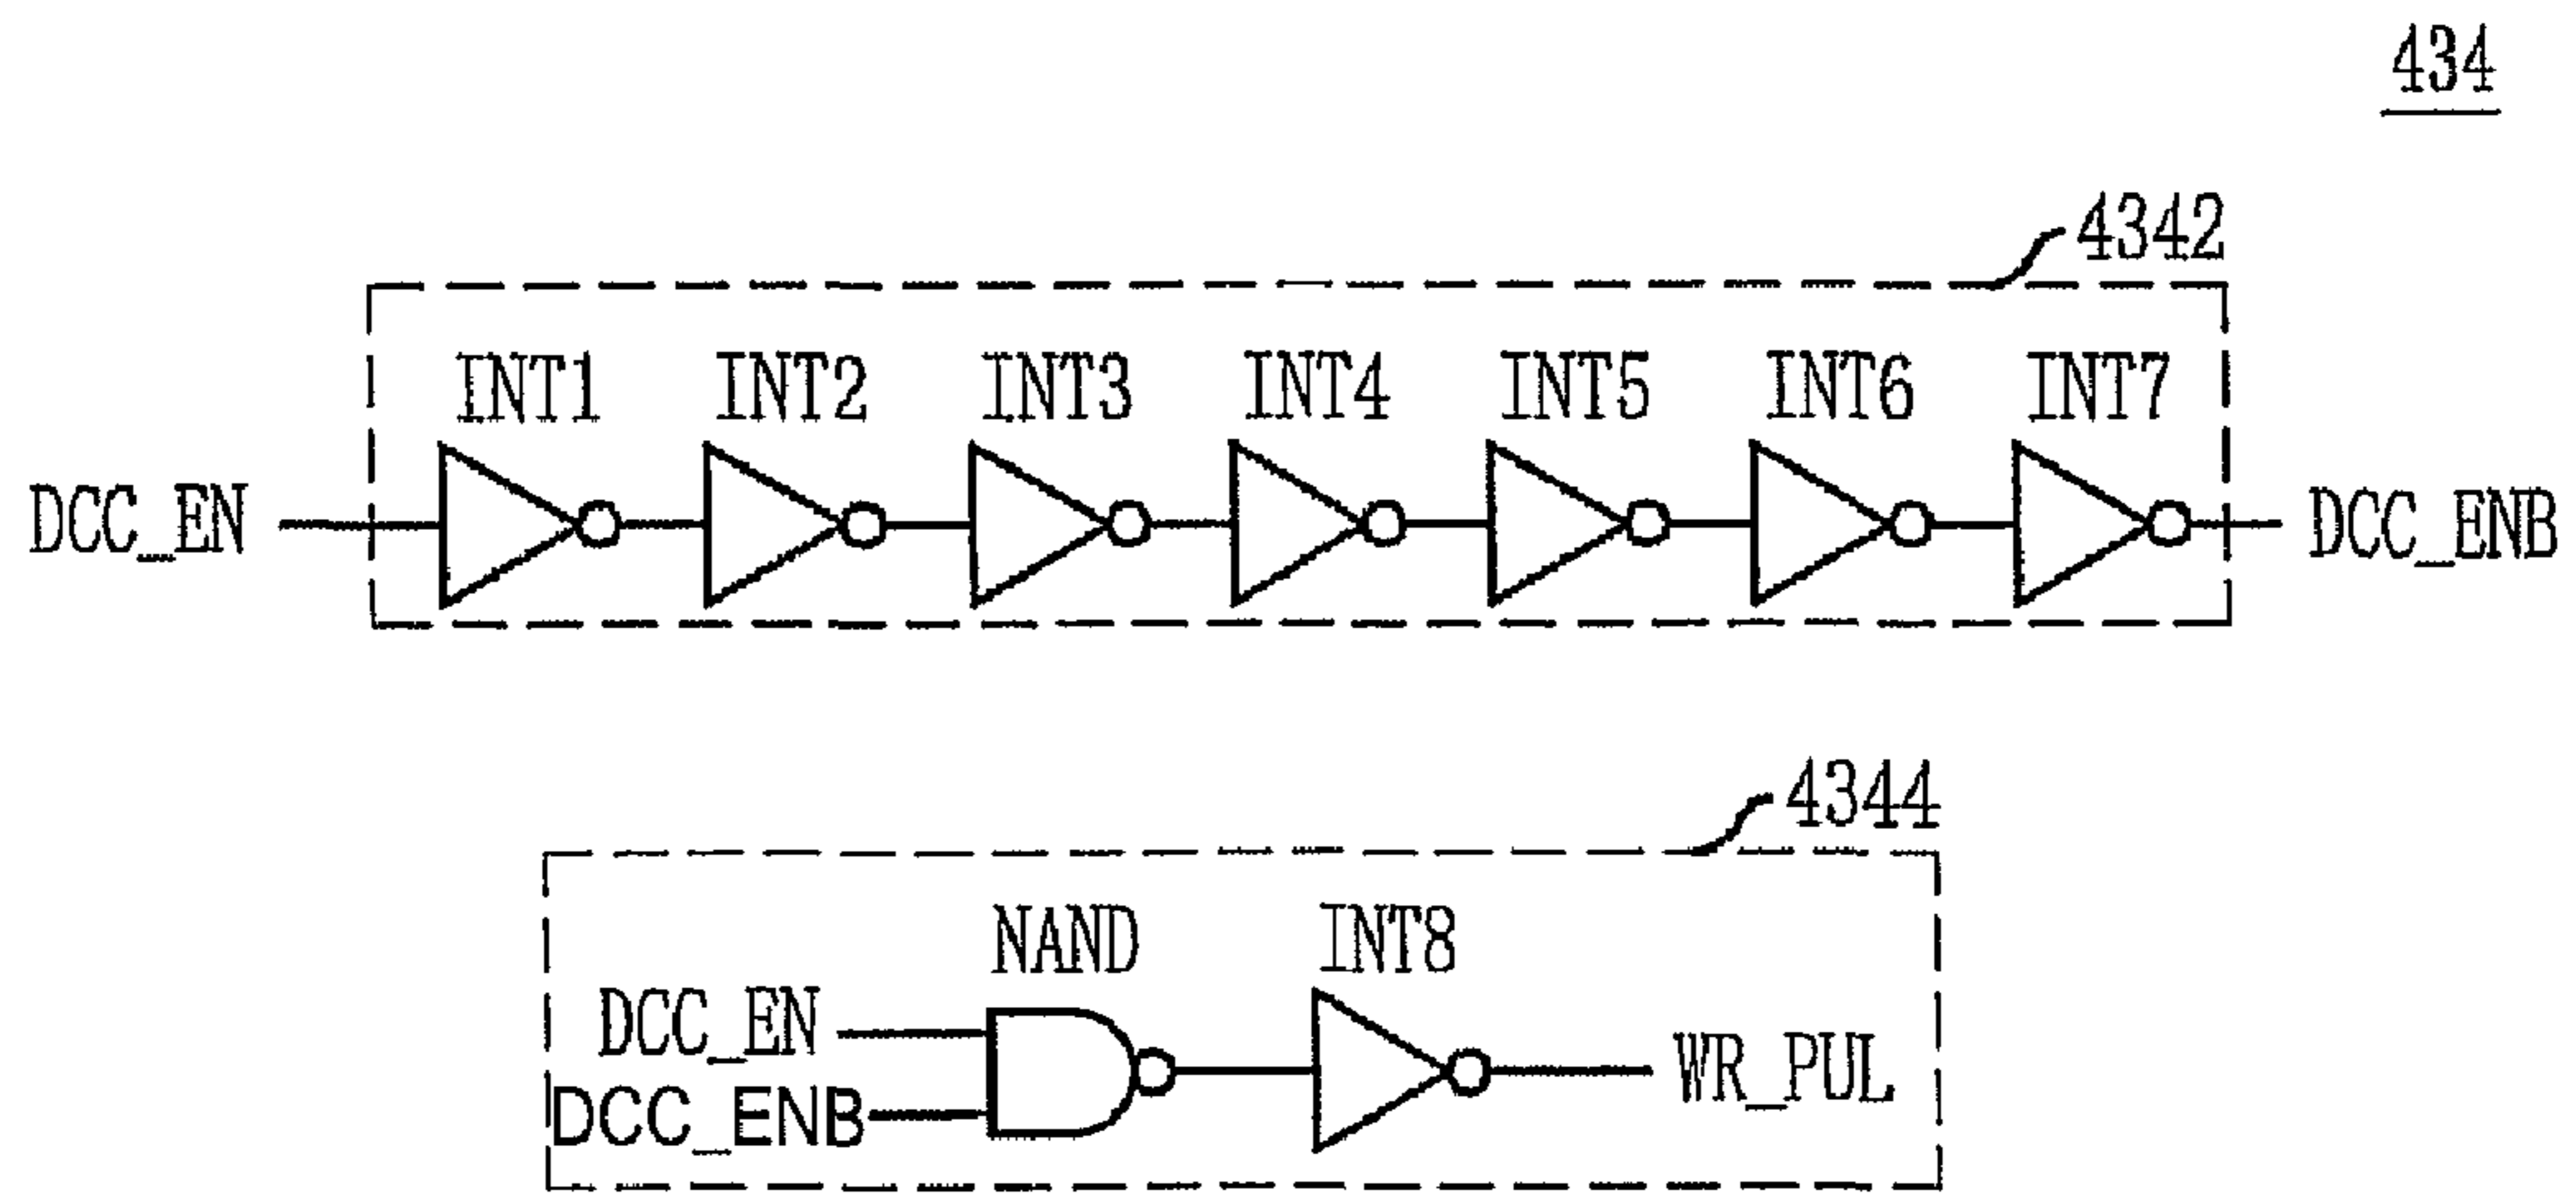 434
4342
INT1 INT2 INT3 INT4 INT5 INT6 INT7
DCC_EN DCC_ENB
4344
NAND INT8
DCC_EN
WR_PUL
DCC_ENB